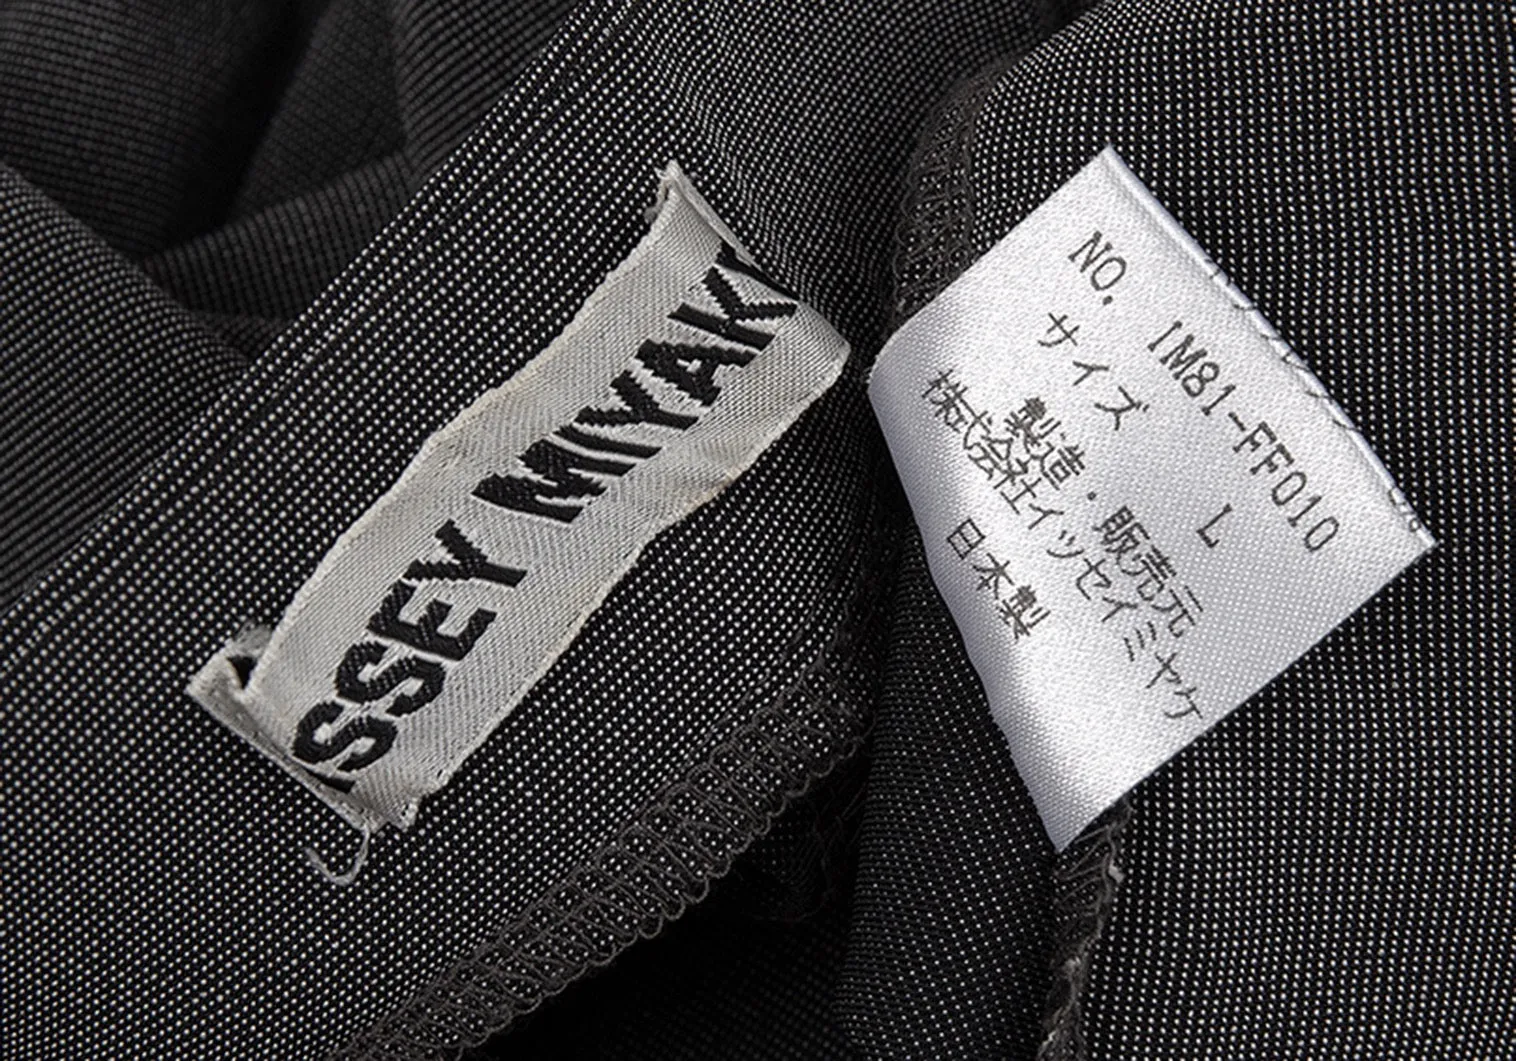 ISSEY MIYAK
NO. IM81-FF010
サイズ L
製造・販売元
株式会社イッセイミヤケ
日本製